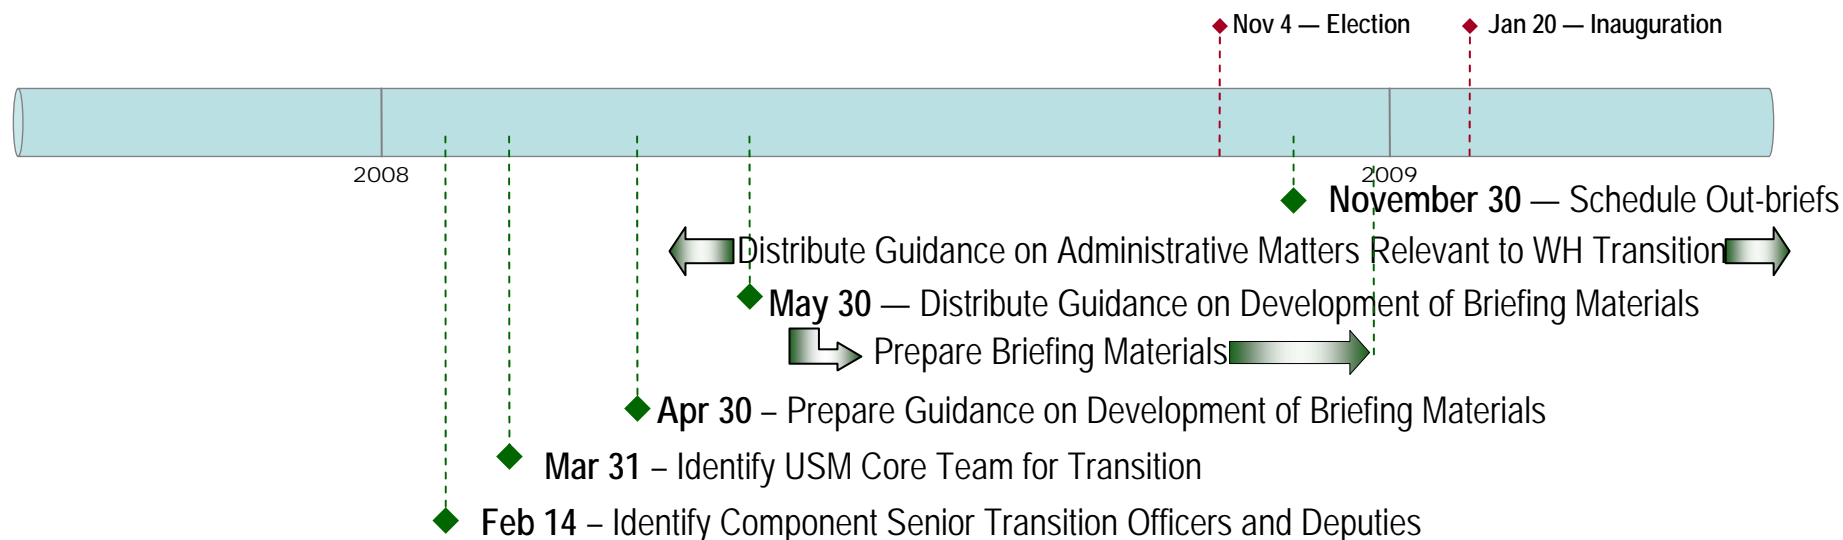 Nov 4 — Election
Jan 20 — Inauguration
2008
2009
November 30 — Schedule Out-briefs
Distribute Guidance on Administrative Matters Relevant to WH Transition
May 30 — Distribute Guidance on Development of Briefing Materials
Prepare Briefing Materials
Apr 30 – Prepare Guidance on Development of Briefing Materials
Mar 31 – Identify USM Core Team for Transition
Feb 14 – Identify Component Senior Transition Officers and Deputies